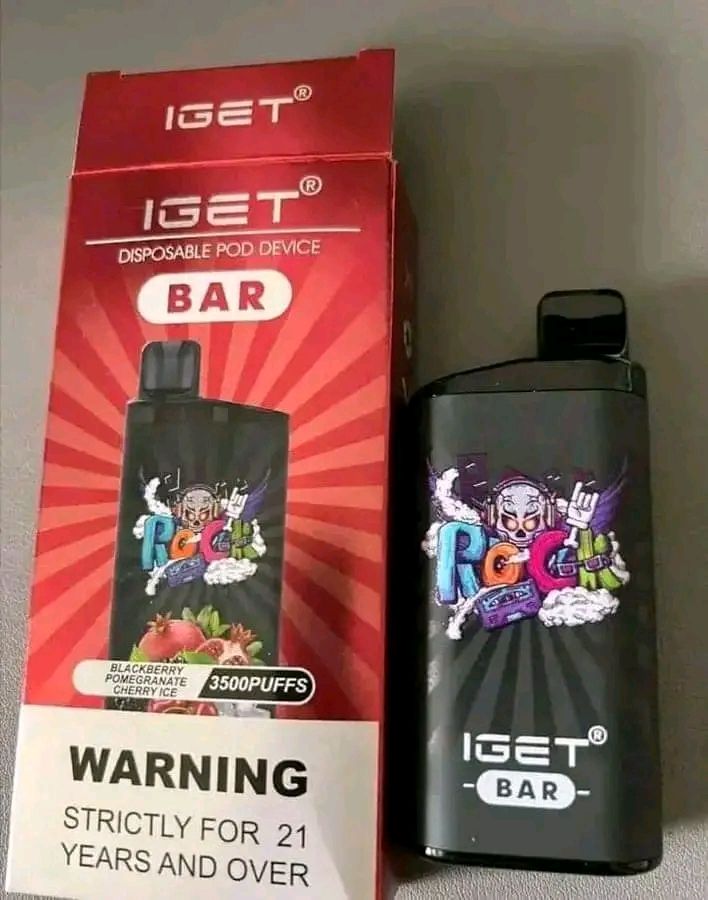 IGET®
IGET®
DISPOSABLE POD DEVICE
BAR
ROCK
BLACKBERRY
POMEGRANATE
CHERRY ICE
3500PUFFS
WARNING
STRICTLY FOR 21
YEARS AND OVER
ROCK
IGET®
-BAR-